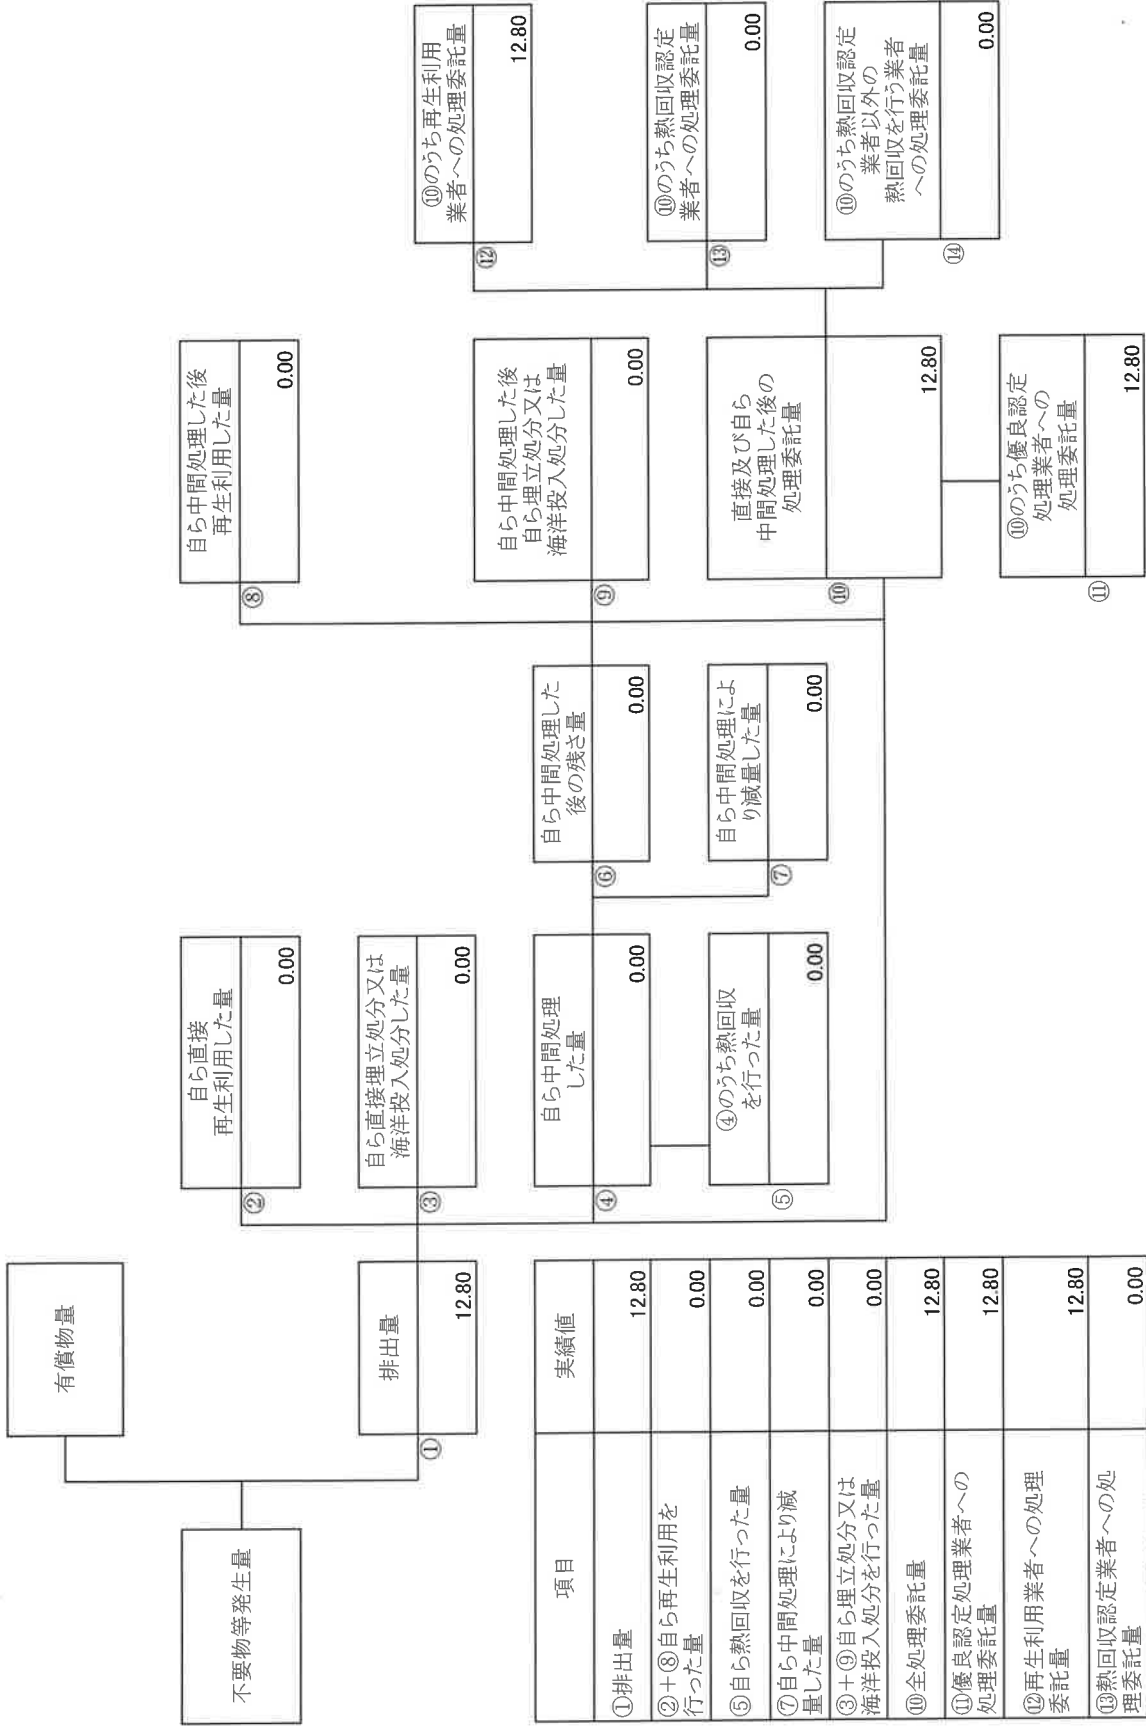 不要物等発生量
有償物量
排出量
①
12.80
自ら直接
再生利用した量
②
0.00
自ら直接埋立処分又は
海洋投入処分した量
③
0.00
自ら中間処理
した量
④
0.00
④のうち熱回収
を行った量
⑤
0.00
自ら中間処理した
後の残さ量
⑥
0.00
自ら中間処理によ
り減量した量
⑦
0.00
自ら中間処理した後
再生利用した量
⑧
0.00
自ら中間処理した後
自ら埋立処分又は
海洋投入処分した量
⑨
0.00
直接及び自ら
中間処理した後の
処理委託量
⑩
12.80
⑩のうち優良認定
処理業者への
処理委託量
⑪
12.80
⑩のうち再生利用
業者への処理委託量
⑫
12.80
⑩のうち熱回収認定
業者への処理委託量
⑬
0.00
⑩のうち熱回収認定
業者以外の
熱回収を行う業者
への処理委託量
⑭
0.00
項目 実績値
①排出量 12.80
②+⑧自ら再生利用を
行った量 0.00
⑤自ら熱回収を行った量 0.00
⑦自ら中間処理により減
量した量 0.00
③+⑨自ら埋立処分又は
海洋投入処分を行った量 0.00
⑩全処理委託量 12.80
⑪優良認定処理業者への
処理委託量 12.80
⑫再生利用業者への処理
委託量 12.80
⑬熱回収認定業者への処
理委託量 0.00